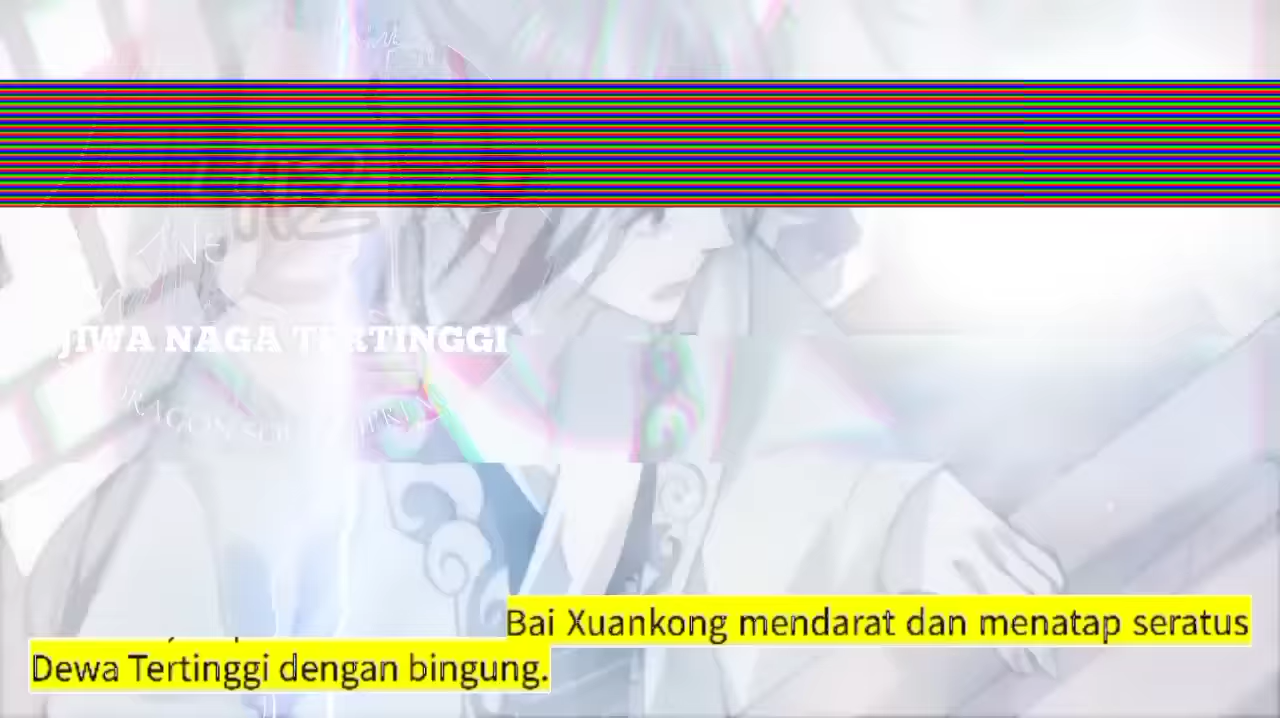 JIWA NAGA TERTINGGI
Bai Xuankong mendarat dan menatap seratus
Dewa Tertinggi dengan bingung.